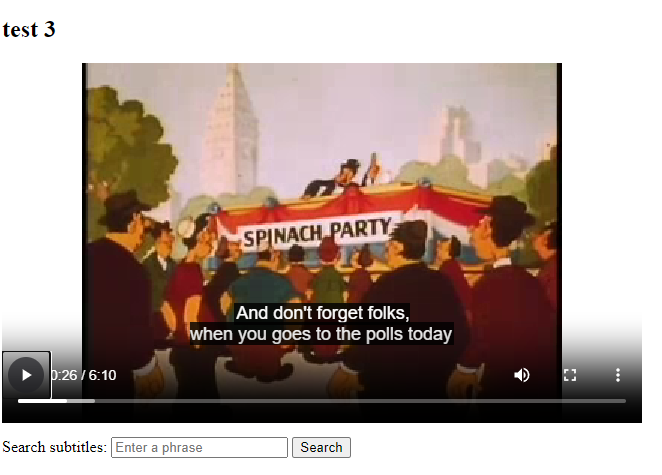 test 3
SPINACH PARTY
And don't forget folks,
when you goes to the polls today
0:26 / 6:10
Search subtitles: Enter a phrase Search